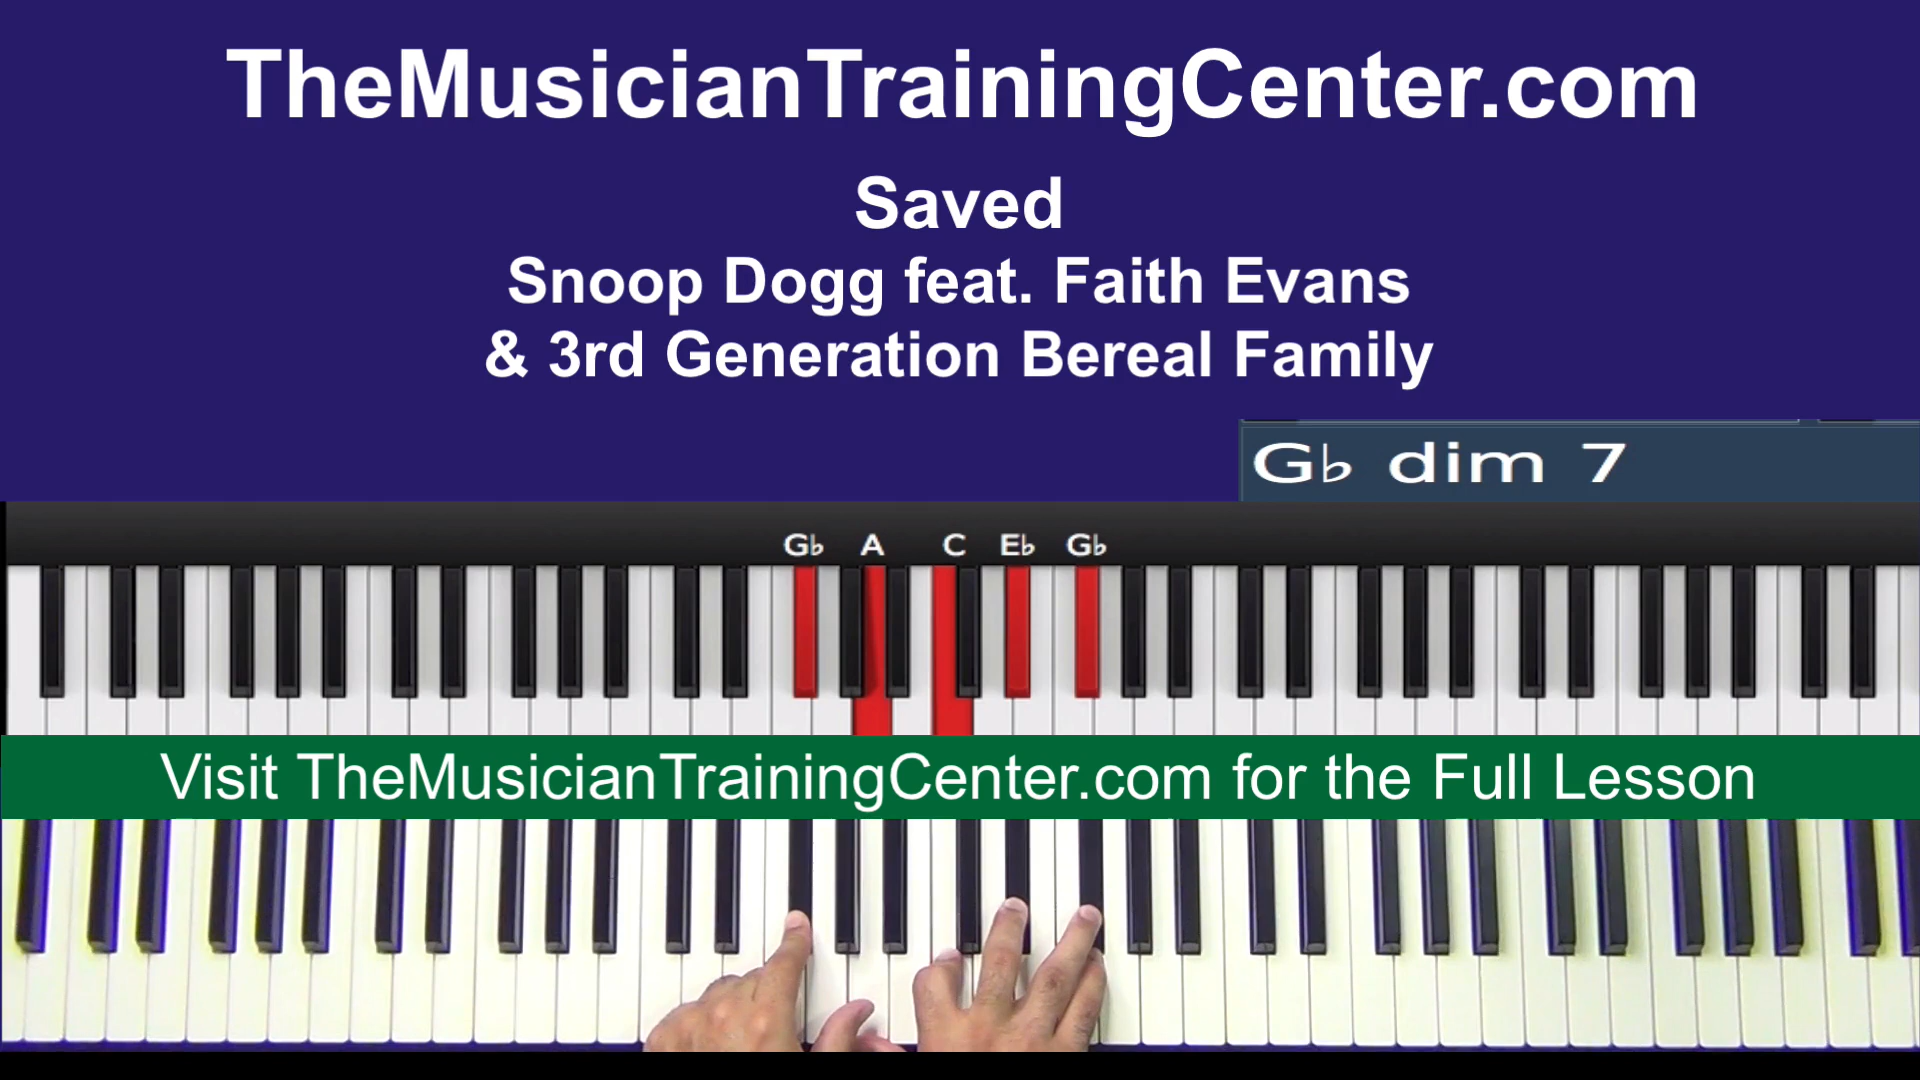 TheMusicianTrainingCenter.com
Saved
Snoop Dogg feat. Faith Evans
& 3rd Generation Bereal Family
G♭ dim 7
G♭ A C E♭ G♭
Visit TheMusicianTrainingCenter.com for the Full Lesson